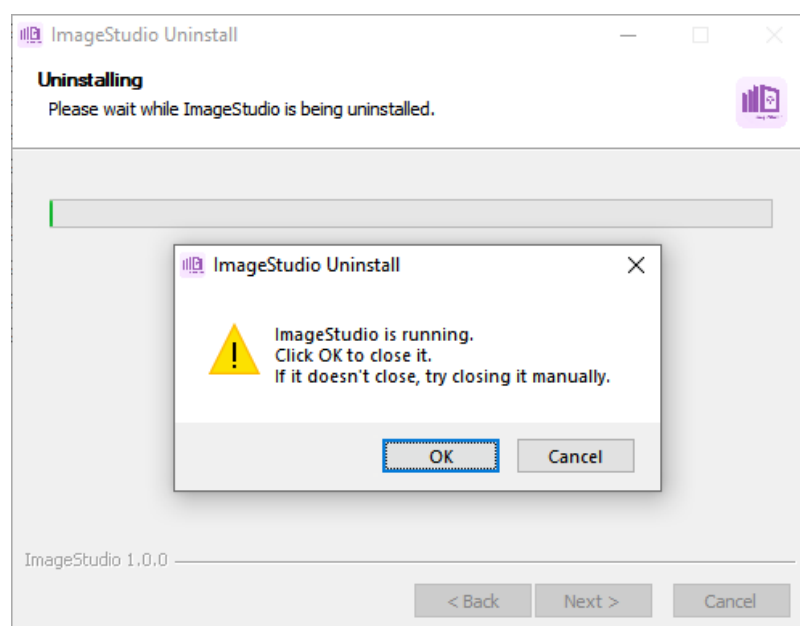 ImageStudio Uninstall
Uninstalling
Please wait while ImageStudio is being uninstalled.
ImageStudio Uninstall
ImageStudio is running.
Click OK to close it.
If it doesn't close, try closing it manually.
OK Cancel
ImageStudio 1.0.0
< Back Next > Cancel